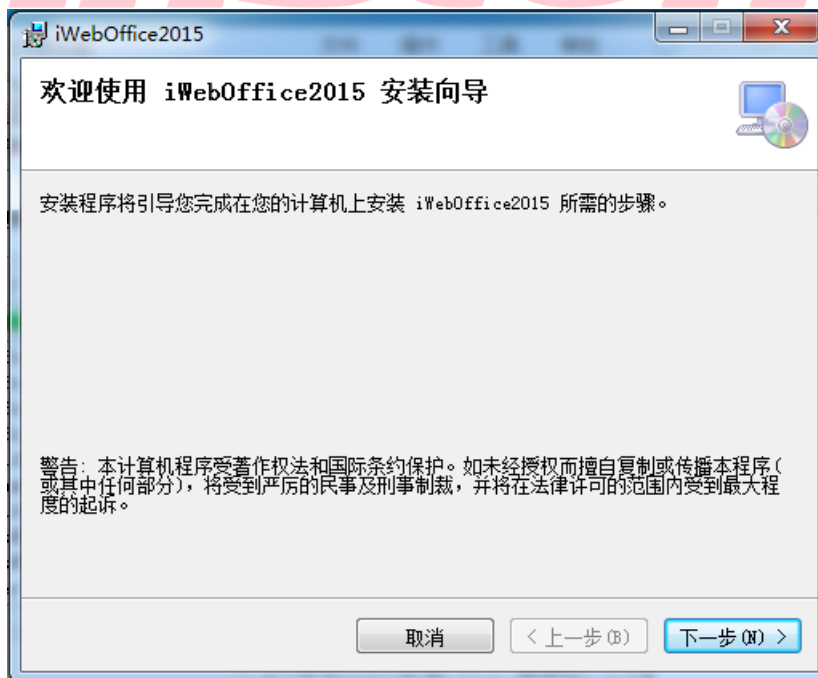 iWebOffice2015
欢迎使用 iWebOffice2015 安装向导
安装程序将引导您完成在您的计算机上安装 iWebOffice2015 所需的步骤。
警告: 本计算机程序受著作权法和国际条约保护。如未经授权而擅自复制或传播本程序(
或其中任何部分)，将受到严厉的民事及刑事制裁，并将在法律许可的范围内受到最大程
度的起诉。
取消 < 上一步(B) 下一步(N) >